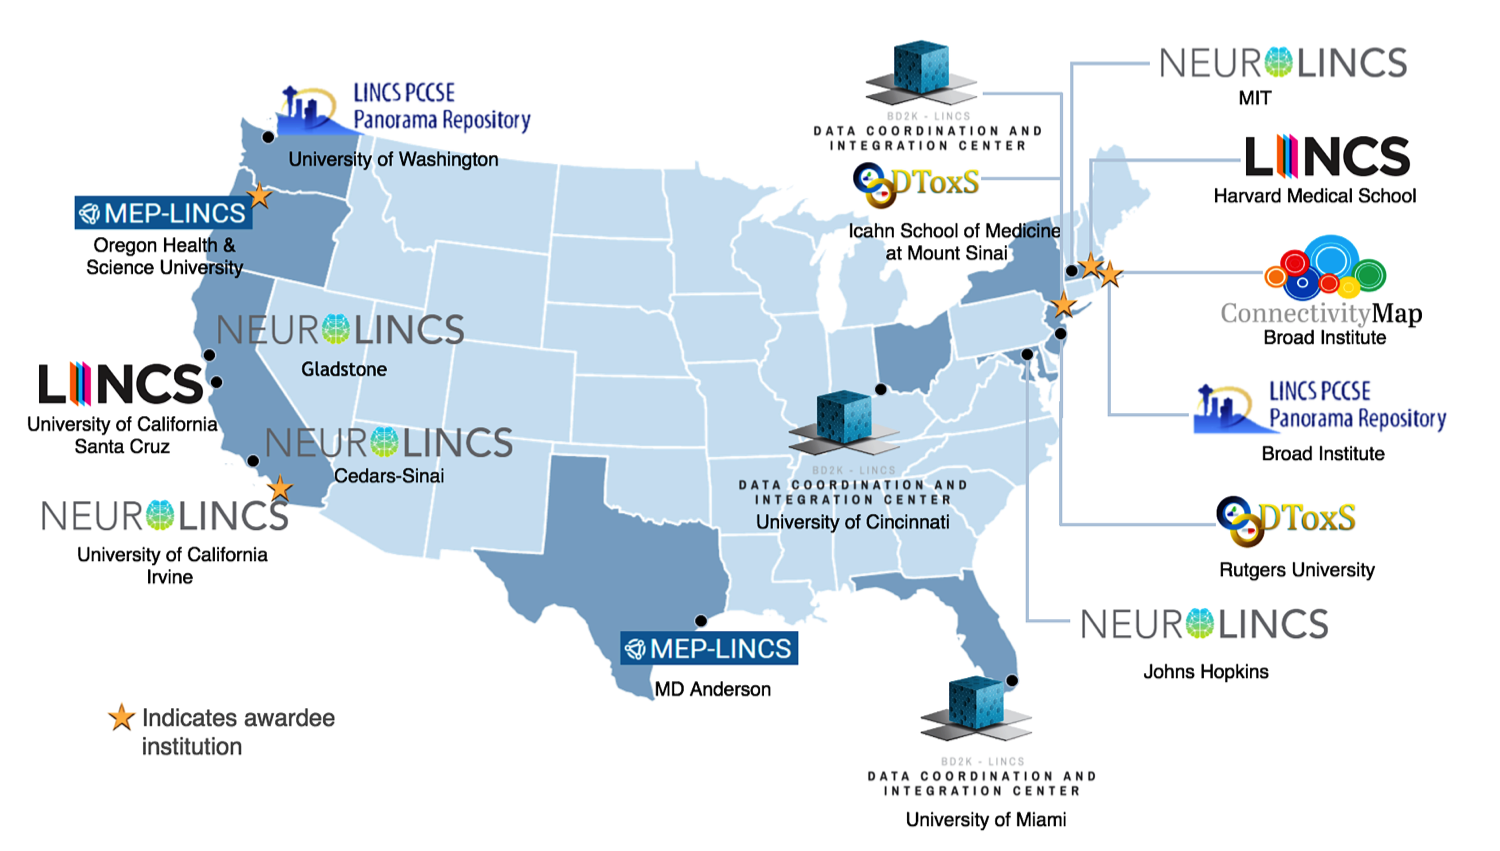 LINCS PCCSE
Panorama Repository
University of Washington
MEP-LINCS
Oregon Health &
Science University
NEUROLINCS
Gladstone
LINCS
University of California
Santa Cruz
NEUROLINCS
Cedars-Sinai
NEUROLINCS
University of California
Irvine
BD2K - LINCS
DATA COORDINATION AND
INTEGRATION CENTER
DToxS
Icahn School of Medicine
at Mount Sinai
NEUROLINCS
MIT
LINCS
Harvard Medical School
ConnectivityMap
Broad Institute
LINCS PCCSE
Panorama Repository
Broad Institute
BD2K - LINCS
DATA COORDINATION AND
INTEGRATION CENTER
University of Cincinnati
DToxS
Rutgers University
NEUROLINCS
Johns Hopkins
MEP-LINCS
MD Anderson
BD2K - LINCS
DATA COORDINATION AND
INTEGRATION CENTER
University of Miami
Indicates awardee
institution